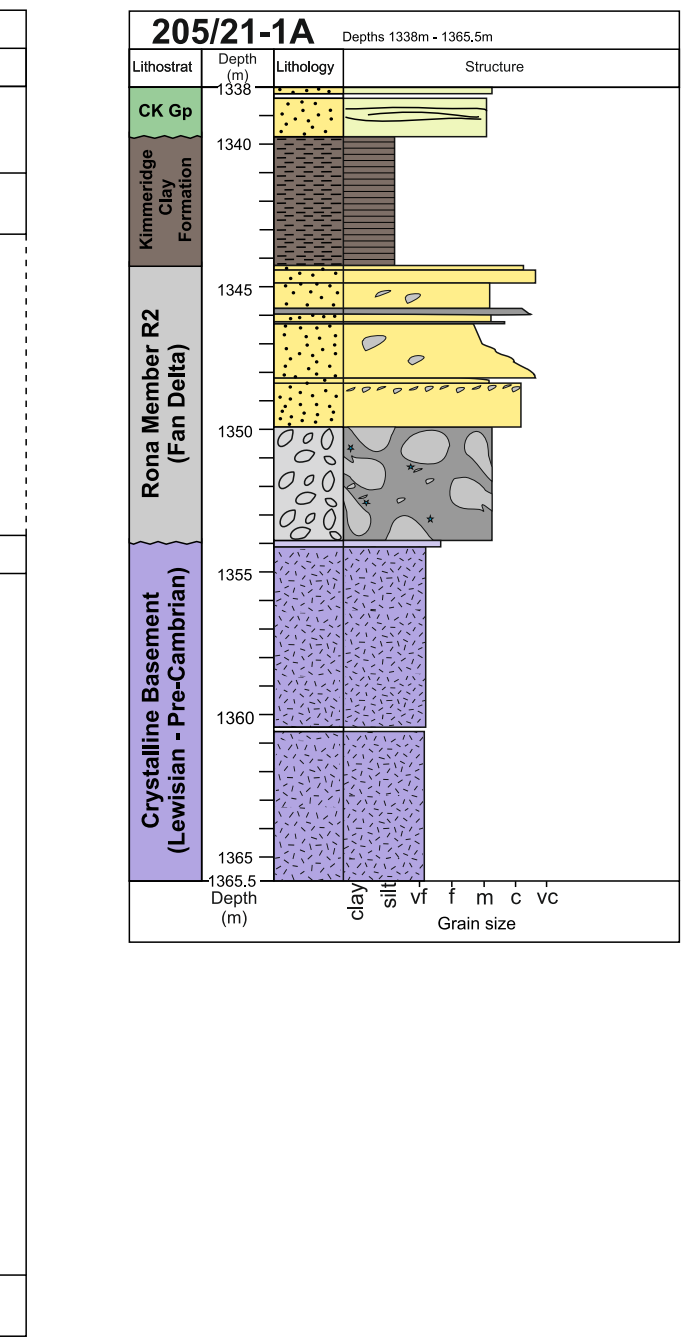 205/21-1A Depths 1338m - 1365.5m
Lithostrat
Depth
(m)
Lithology
Structure
1338
CK Gp
1340
Kimmeridge
Clay
Formation
1345
Rona Member R2
(Fan Delta)
1350
1355
Crystalline Basement
(Lewisian - Pre-Cambrian)
1360
1365
1365.5
Depth
(m)
clay silt vf f m c vc
Grain size